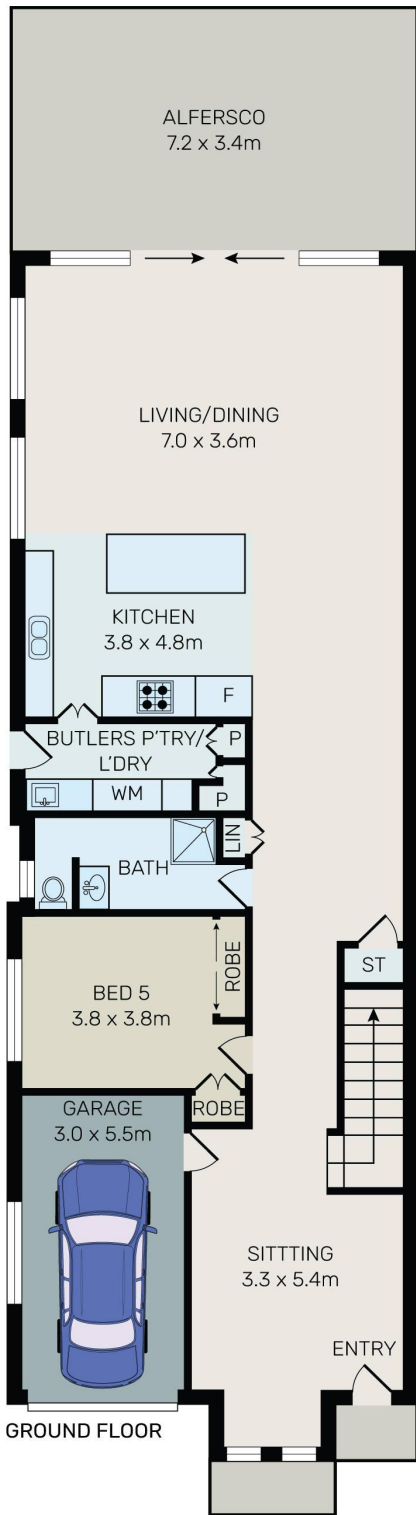 ALFERSCO
7.2 x 3.4m
LIVING/DINING
7.0 x 3.6m
KITCHEN
3.8 x 4.8m
F
BUTLERS P'TRY/
L'DRY
P
WM
P
LIN
BATH
ST
BED 5
3.8 x 3.8m
ROBE
ROBE
GARAGE
3.0 x 5.5m
SITTTING
3.3 x 5.4m
ENTRY
GROUND FLOOR